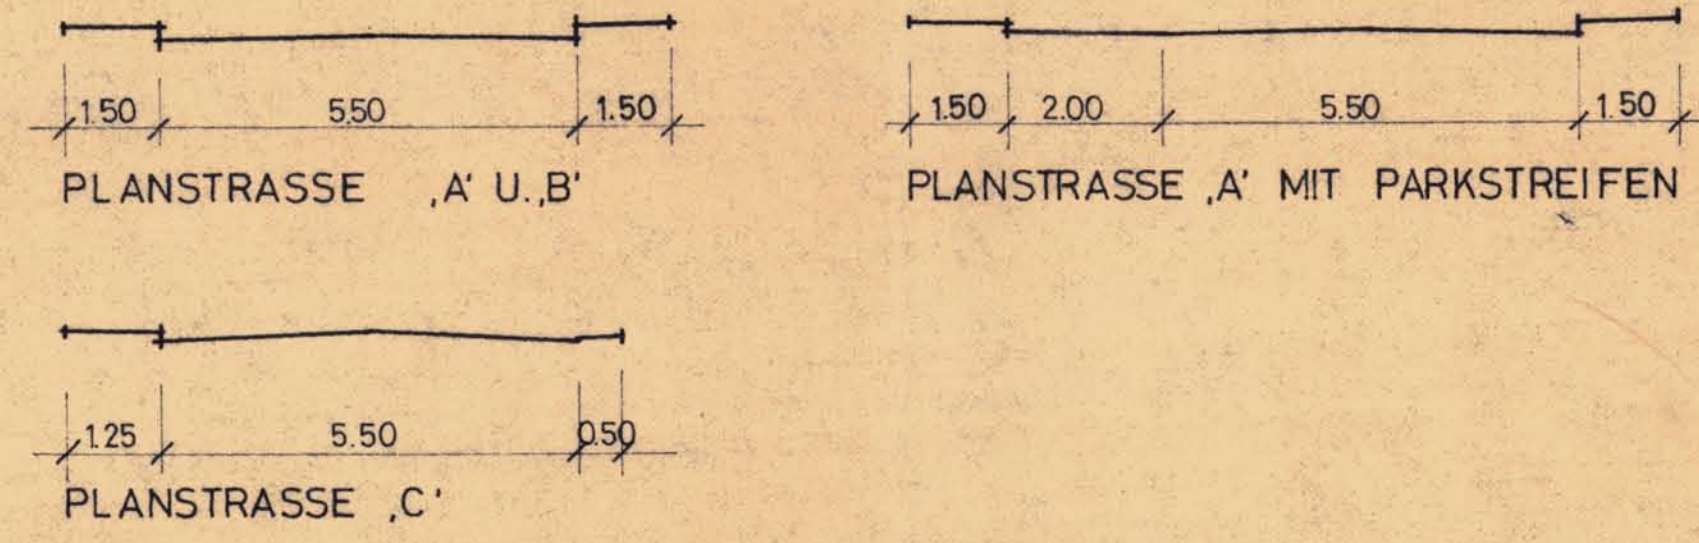 1.50 5.50 1.50
PLANSTRASSE ‚A' U.‚B'
1.50 2.00 5.50 1.50
PLANSTRASSE ‚A' MIT PARKSTREIFEN
1.25 5.50 0.50
PLANSTRASSE ‚C'